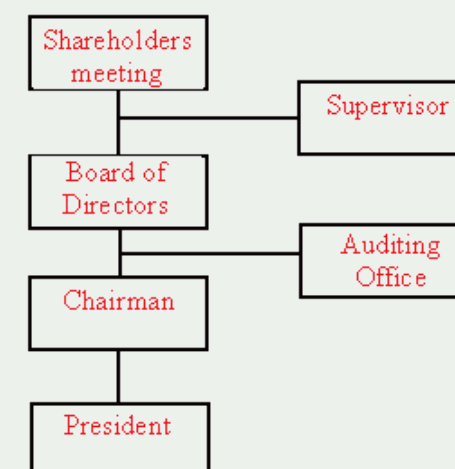 Shareholders
meeting
Supervisor
Board of
Directors
Auditing
Office
Chairman
President